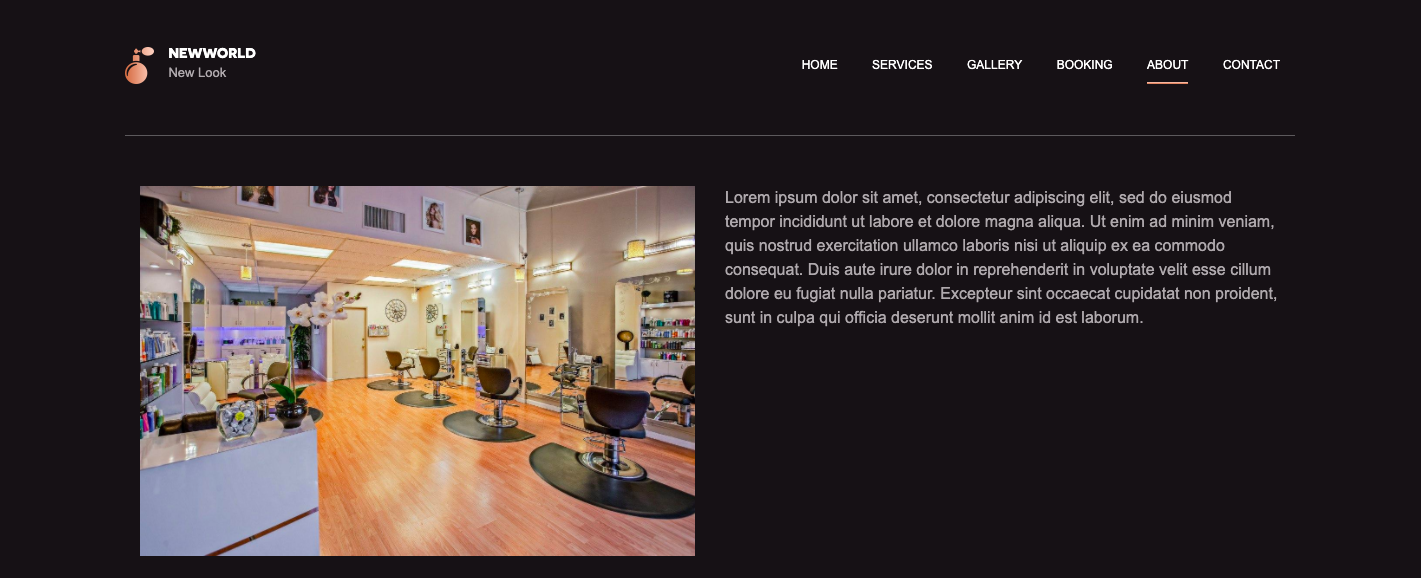 NEWWORLD
New Look
HOME SERVICES GALLERY BOOKING ABOUT CONTACT
Lorem ipsum dolor sit amet, consectetur adipiscing elit, sed do eiusmod
tempor incididunt ut labore et dolore magna aliqua. Ut enim ad minim veniam,
quis nostrud exercitation ullamco laboris nisi ut aliquip ex ea commodo
consequat. Duis aute irure dolor in reprehenderit in voluptate velit esse cillum
dolore eu fugiat nulla pariatur. Excepteur sint occaecat cupidatat non proident,
sunt in culpa qui officia deserunt mollit anim id est laborum.